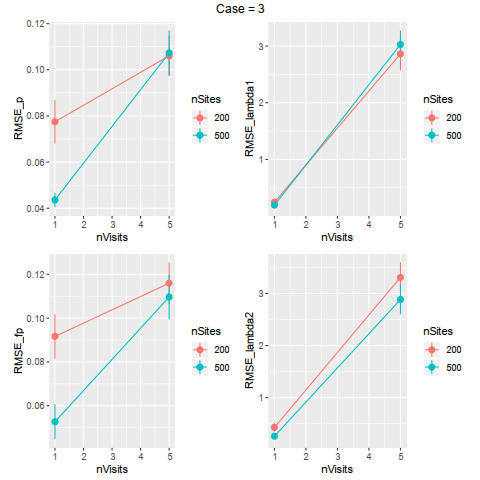 Case = 3
RMSE_p
0.12
0.10
0.08
0.06
0.04
1 2 3 4 5
nVisits
nSites
200
500
RMSE_lambda1
3
2
1
1 2 3 4 5
nVisits
nSites
200
500
RMSE_fp
0.12
0.10
0.08
0.06
1 2 3 4 5
nVisits
nSites
200
500
RMSE_lambda2
3
2
1
1 2 3 4 5
nVisits
nSites
200
500